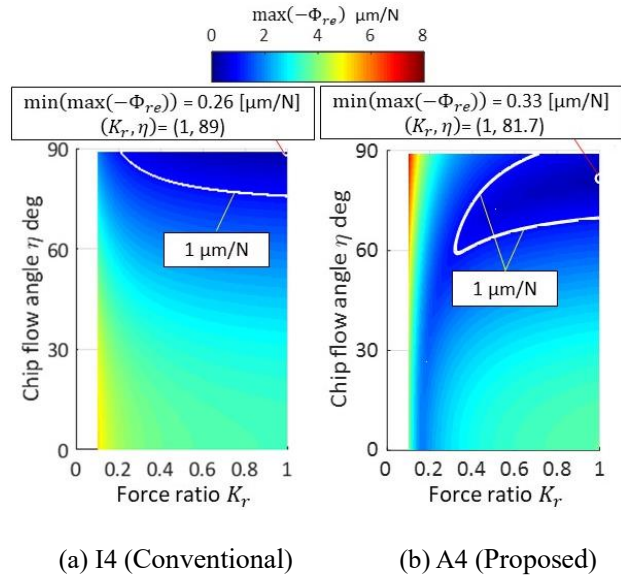 max(−Φ_re) μm/N
0 2 4 6 8
min(max(−Φ_re)) = 0.26 [μm/N]
(K_r, η)= (1, 89)
min(max(−Φ_re)) = 0.33 [μm/N]
(K_r, η)= (1, 81.7)
90
60
30
0
Chip flow angle η deg
1 μm/N
0 0.2 0.4 0.6 0.8 1
Force ratio K_r
90
60
30
0
Chip flow angle η deg
1 μm/N
0 0.2 0.4 0.6 0.8 1
Force ratio K_r
(a) I4 (Conventional)
(b) A4 (Proposed)